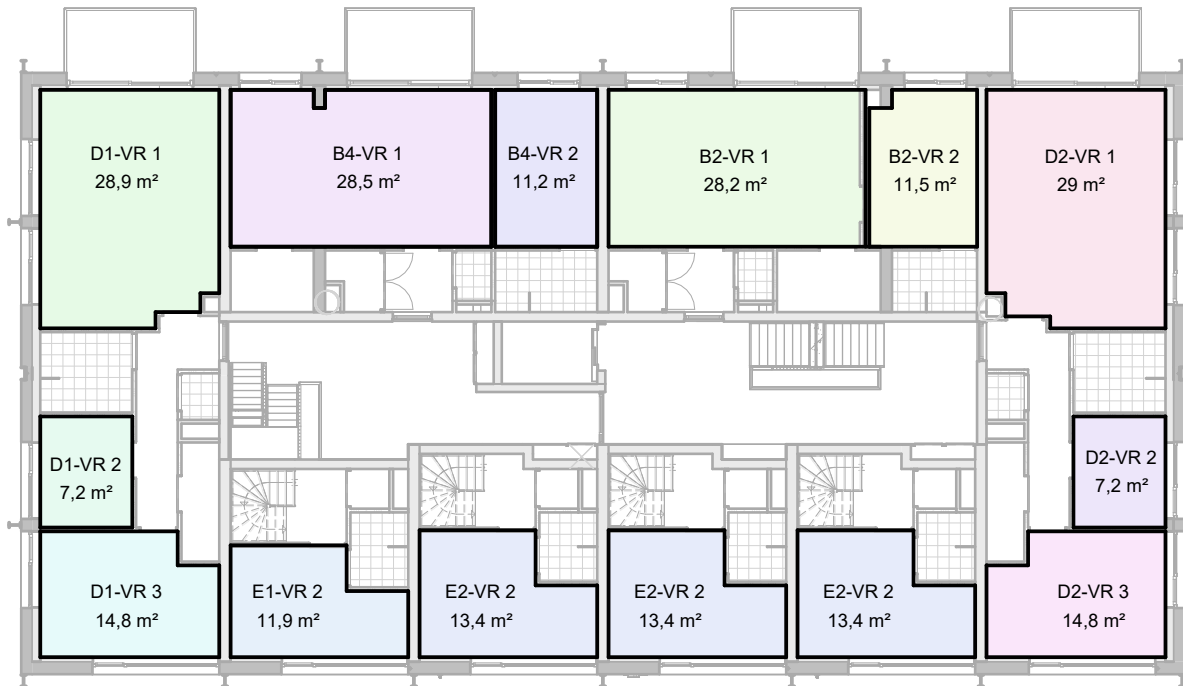 D1-VR 1
28,9 m²
B4-VR 1
28,5 m²
B4-VR 2
11,2 m²
B2-VR 1
28,2 m²
B2-VR 2
11,5 m²
D2-VR 1
29 m²
D1-VR 2
7,2 m²
D2-VR 2
7,2 m²
D1-VR 3
14,8 m²
E1-VR 2
11,9 m²
E2-VR 2
13,4 m²
E2-VR 2
13,4 m²
E2-VR 2
13,4 m²
D2-VR 3
14,8 m²